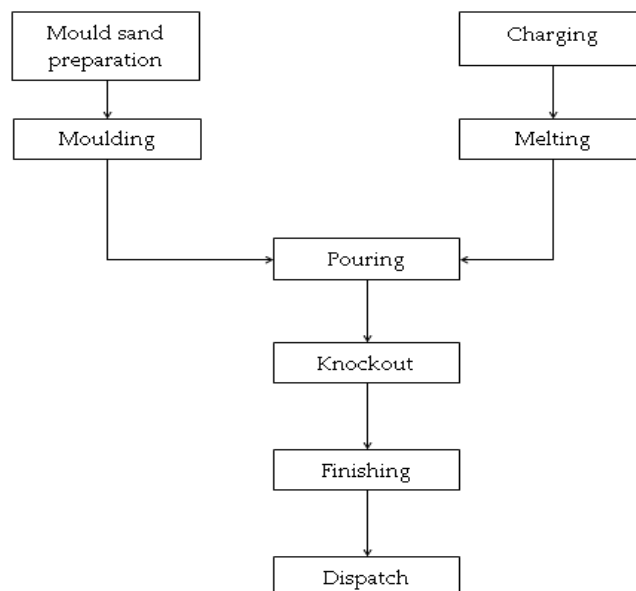 Mould sand
preparation
Charging
Moulding
Melting
Pouring
Knockout
Finishing
Dispatch